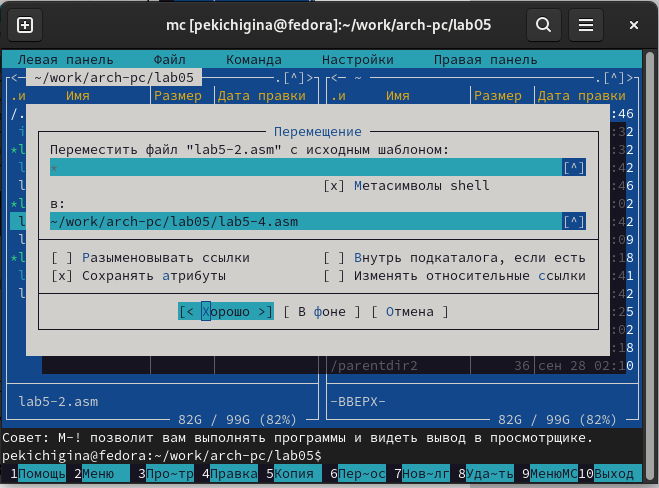 mc [pekichigina@fedora]:~/work/arch-pc/lab05
Левая панель Файл Команда Настройки Правая панель
~/work/arch-pc/lab05 .[^]> <─ ~ .[^]>
.и Имя Размер Дата правки .и Имя Размер Дата правки
Перемещение
Переместить файл "lab5-2.asm" с исходным шаблоном:
* [^]
[x] Метасимволы shell
в:
~/work/arch-pc/lab05/lab5-4.asm [^]
[ ] Разыменовывать ссылки [ ] Внутрь подкаталога, если есть
[x] Сохранять атрибуты [ ] Изменять относительные ссылки
[< Хорошо >] [ В фоне ] [ Отмена ]
/parentdir2 36 сен 28 02:10
lab5-2.asm -ВВЕРХ-
82G / 99G (82%) 82G / 99G (82%)
Совет: M-! позволит вам выполнять программы и видеть вывод в просмотрщике.
pekichigina@fedora:~/work/arch-pc/lab05$
1Помощь 2Меню 3Про~тр 4Правка 5Копия 6Пер~ос 7Нов~лг 8Уда~ть 9МенюMC 10Выход